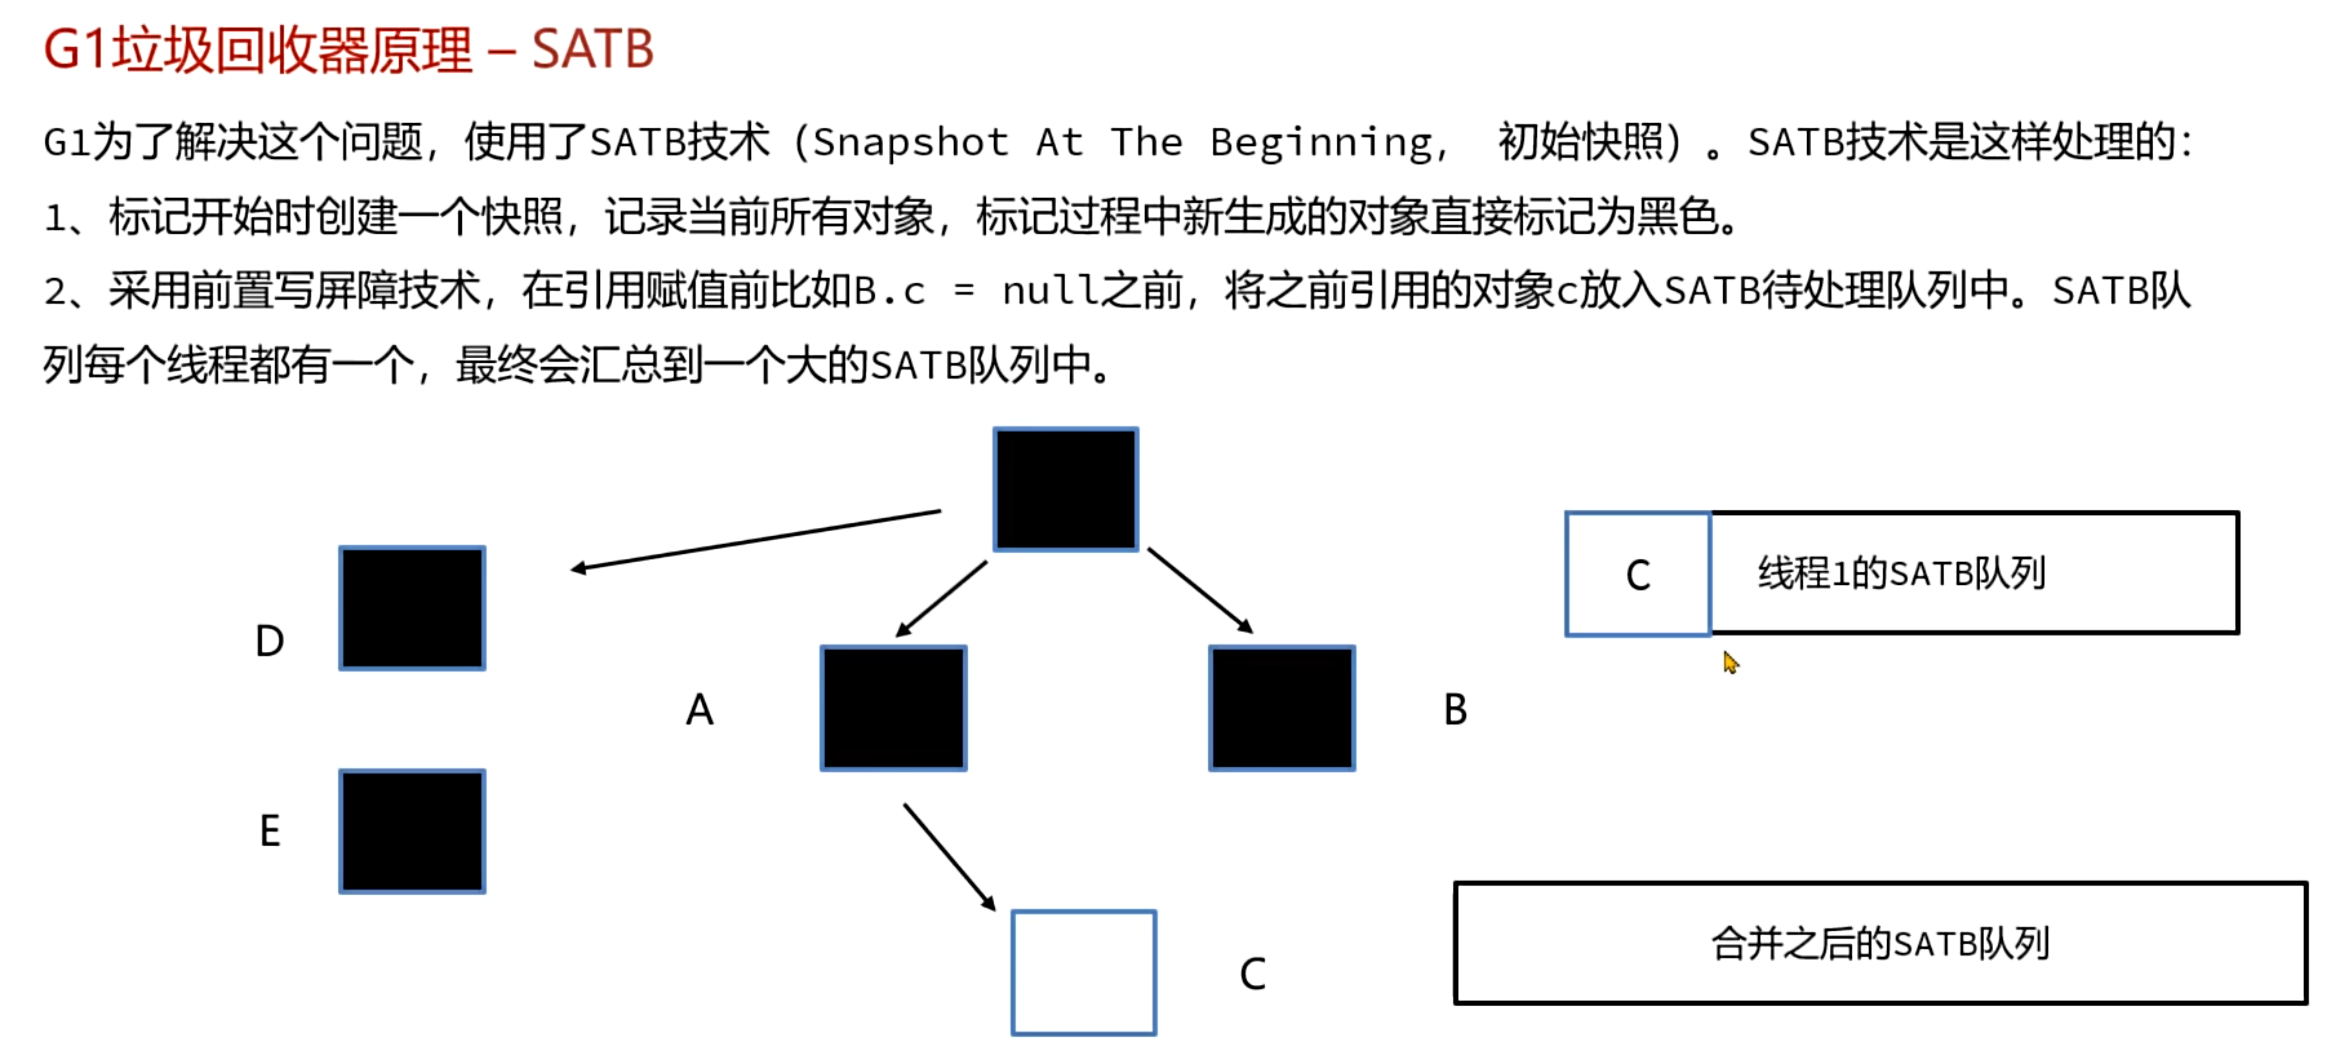 G1垃圾回收器原理 – SATB
G1为了解决这个问题，使用了SATB技术（Snapshot At The Beginning， 初始快照）。SATB技术是这样处理的：
1、标记开始时创建一个快照，记录当前所有对象，标记过程中新生成的对象直接标记为黑色。
2、采用前置写屏障技术，在引用赋值前比如B.c = null之前，将之前引用的对象c放入SATB待处理队列中。SATB队
列每个线程都有一个，最终会汇总到一个大的SATB队列中。
C
线程1的SATB队列
D
A
B
E
C
合并之后的SATB队列